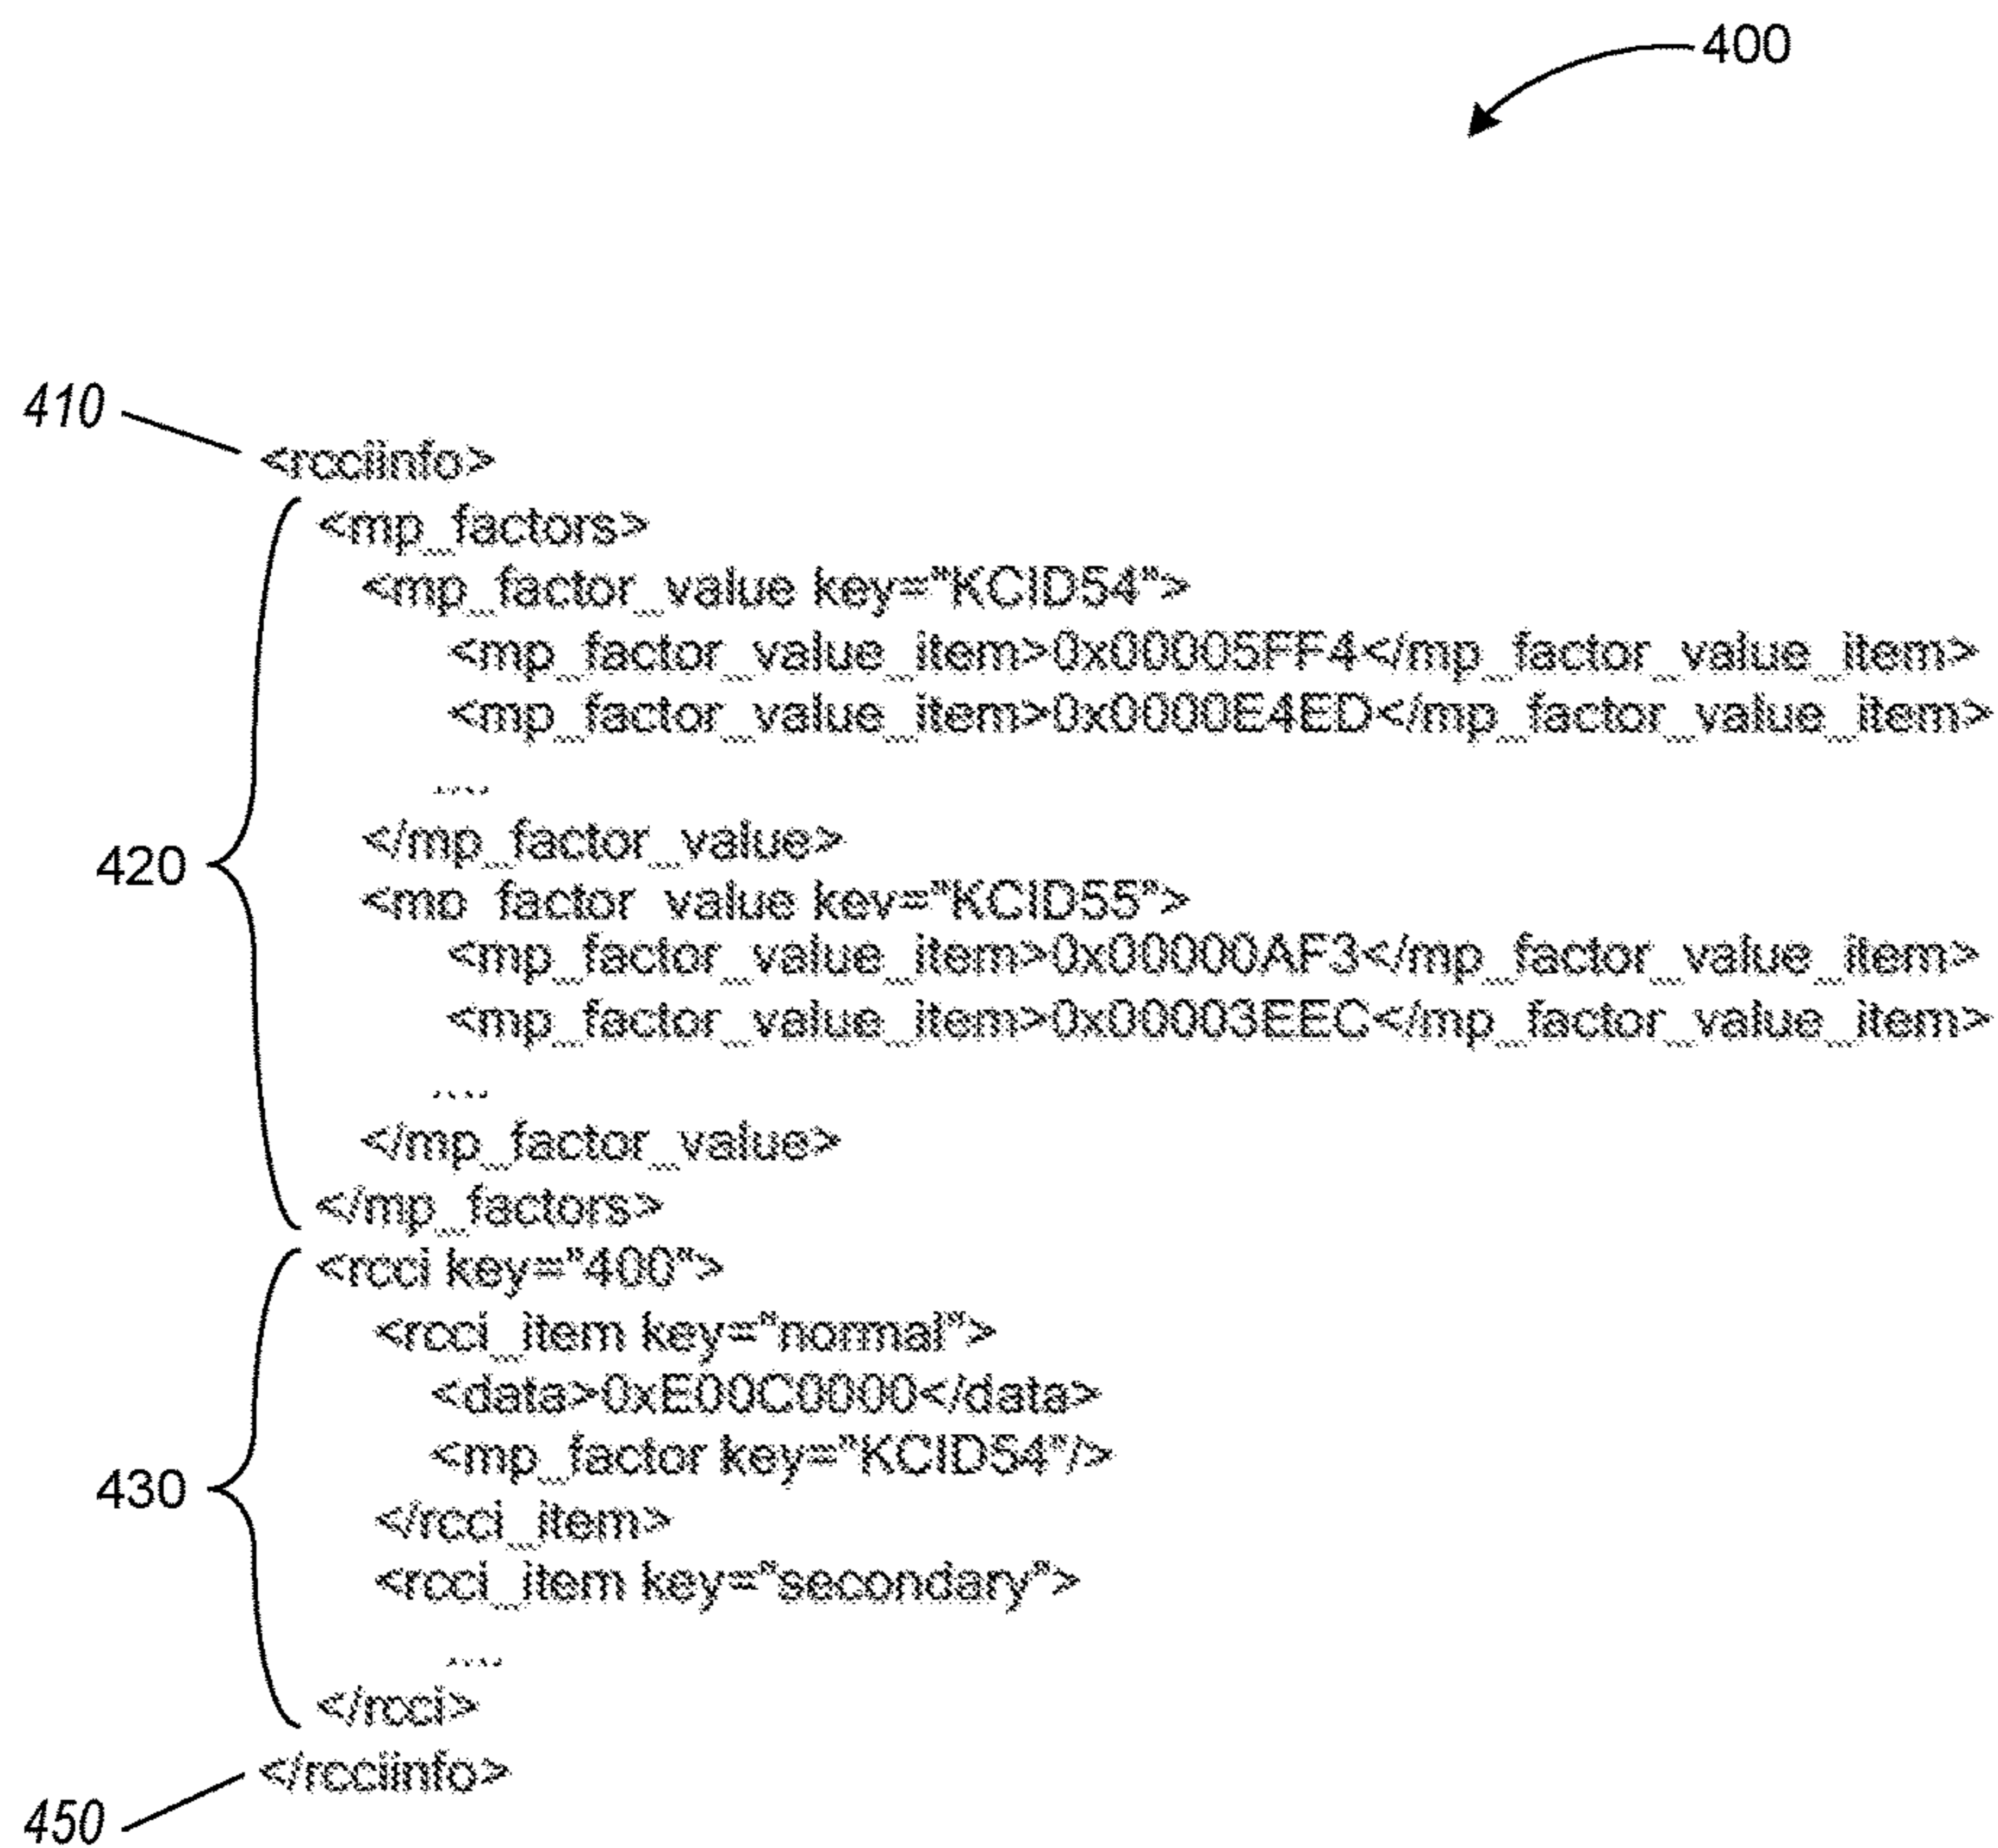 400
410
<rcciinfo>
<mp_factors>
<mp_factor_value key="KCID54">
<mp_factor_value_item>0x00005FF4</mp_factor_value_item>
<mp_factor_value_item>0x0000E4ED</mp_factor_value_item>
....
</mp_factor_value>
420
<mp_factor_value key="KCID55">
<mp_factor_value_item>0x00000AF3</mp_factor_value_item>
<mp_factor_value_item>0x00003EEC</mp_factor_value_item>
....
</mp_factor_value>
</mp_factors>
<rcci key="400">
<rcci_item key="normal">
<data>0xE00C0000</data>
<mp_factor key="KCID54"/>
430
</rcci_item>
<rcci_item key="secondary">
....
</rcci>
</rcciinfo>
450